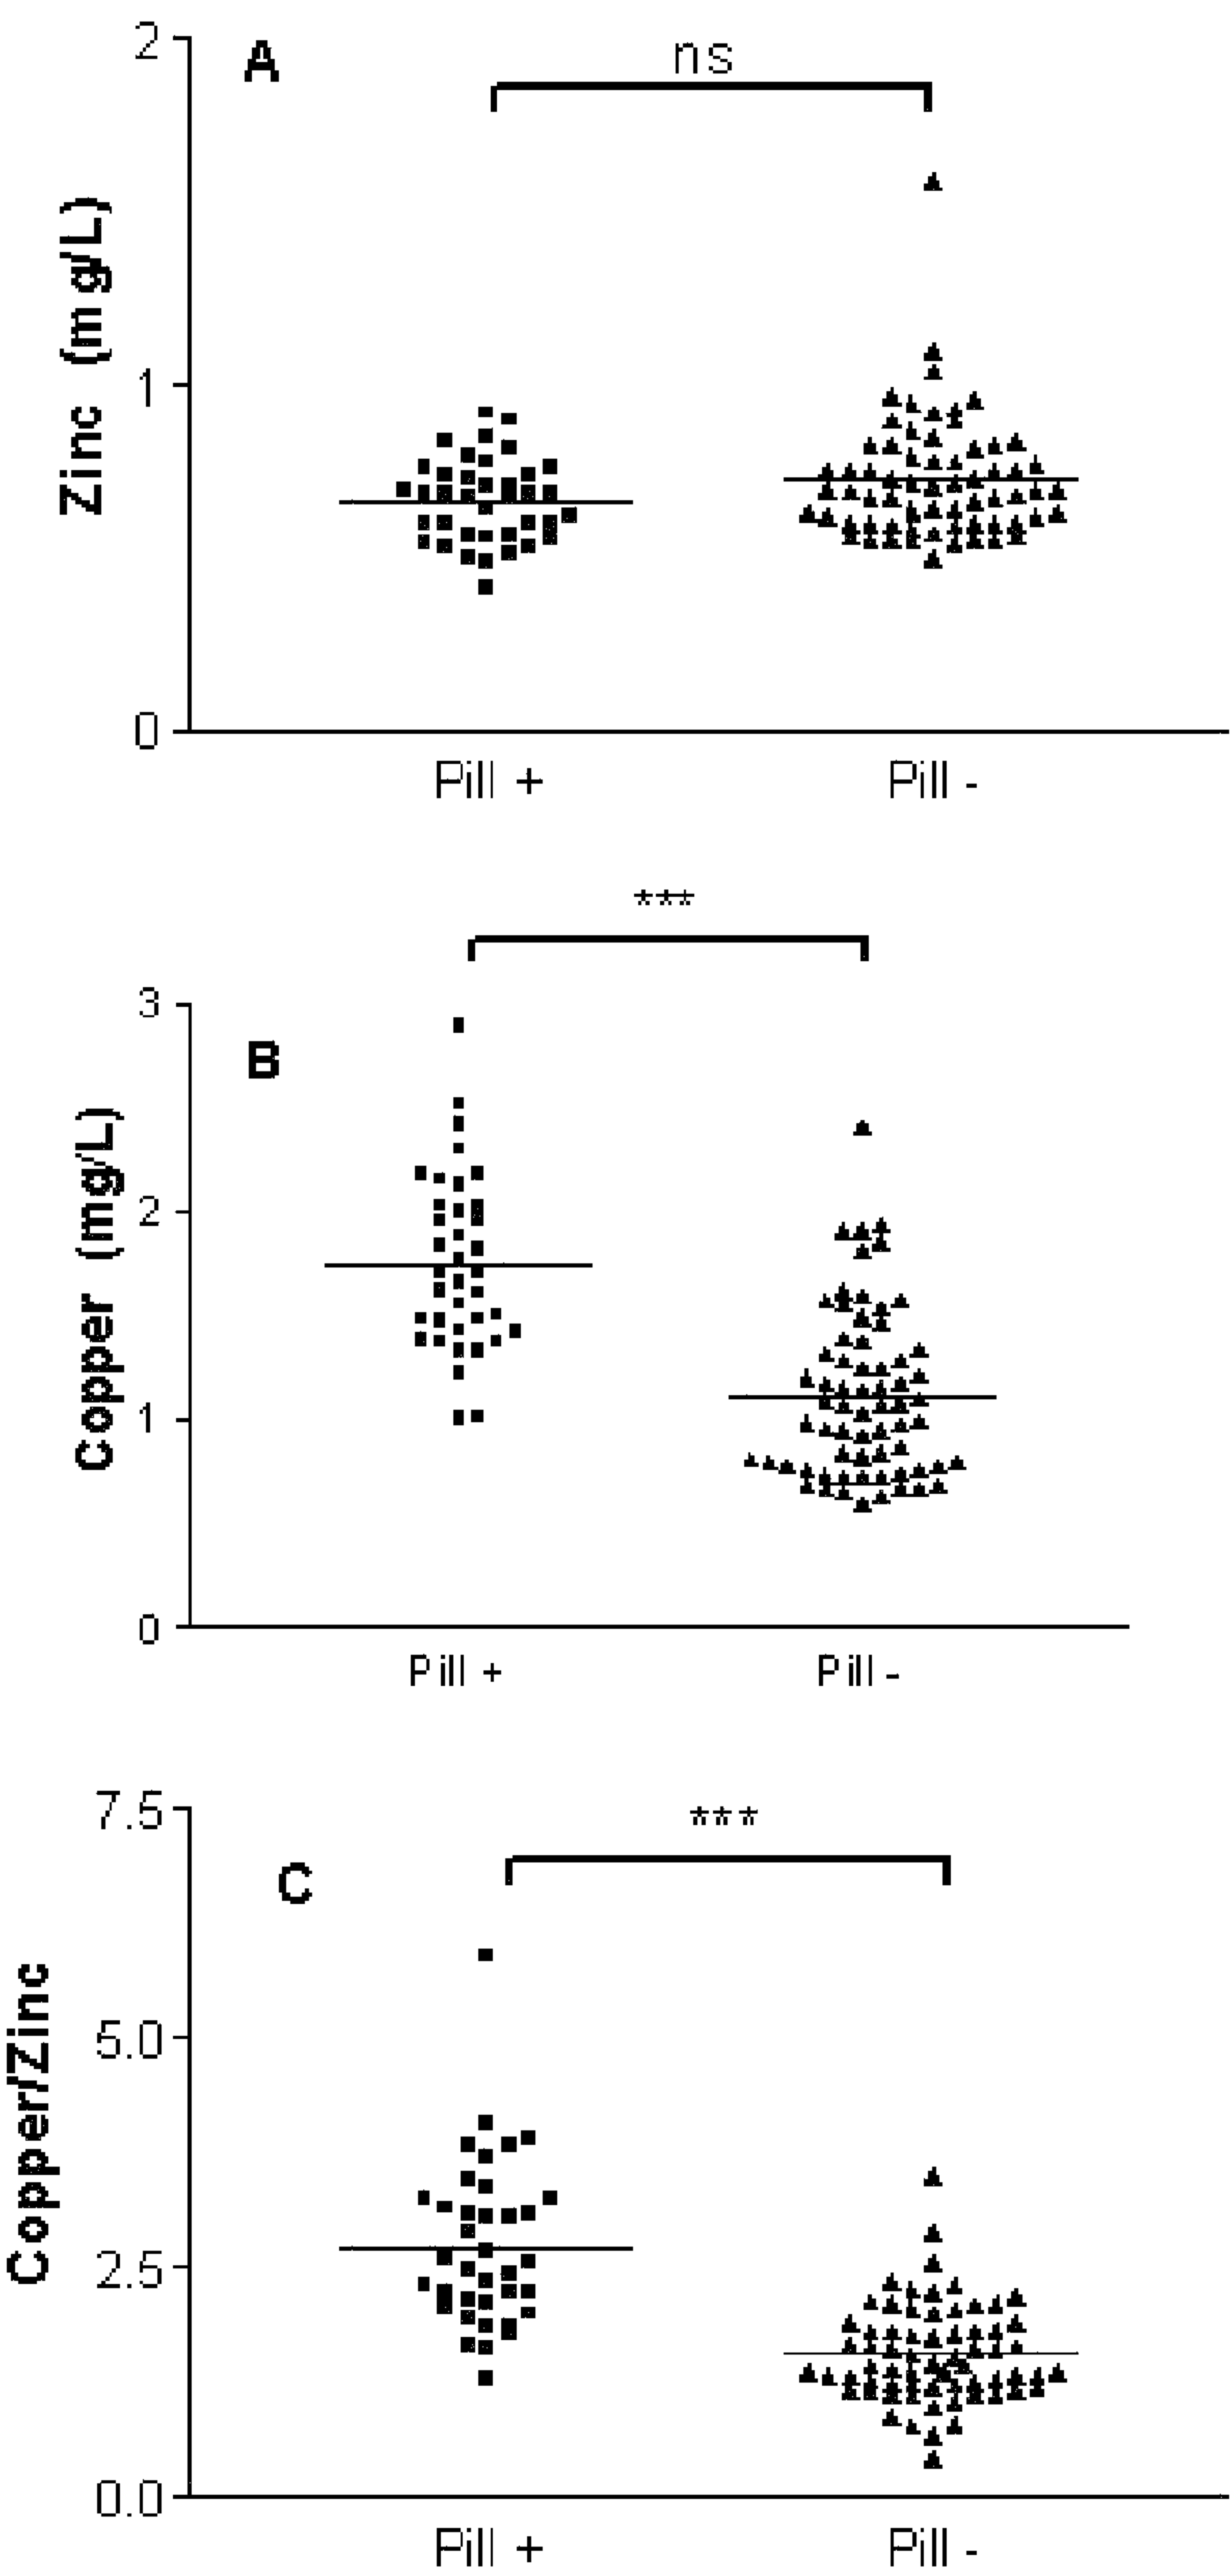 2
A
ns
Zinc (mg/L)
1
0
Pill +
Pill -
***
3
B
Copper (mg/L)
2
1
0
Pill +
Pill -
7.5
***
C
Copper/Zinc
5.0
2.5
0.0
Pill +
Pill -